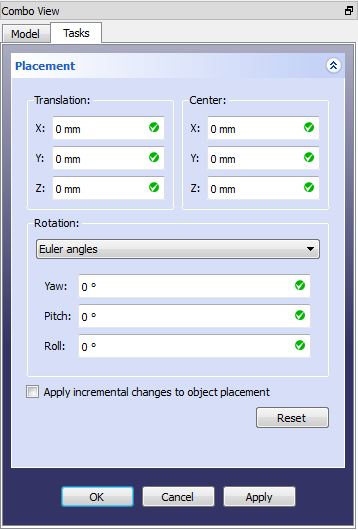 Combo View
Model Tasks
Placement
Translation: Center:
X: 0 mm X: 0 mm
Y: 0 mm Y: 0 mm
Z: 0 mm Z: 0 mm
Rotation:
Euler angles
Yaw: 0 °
Pitch: 0 °
Roll: 0 °
Apply incremental changes to object placement
Reset
OK Cancel Apply